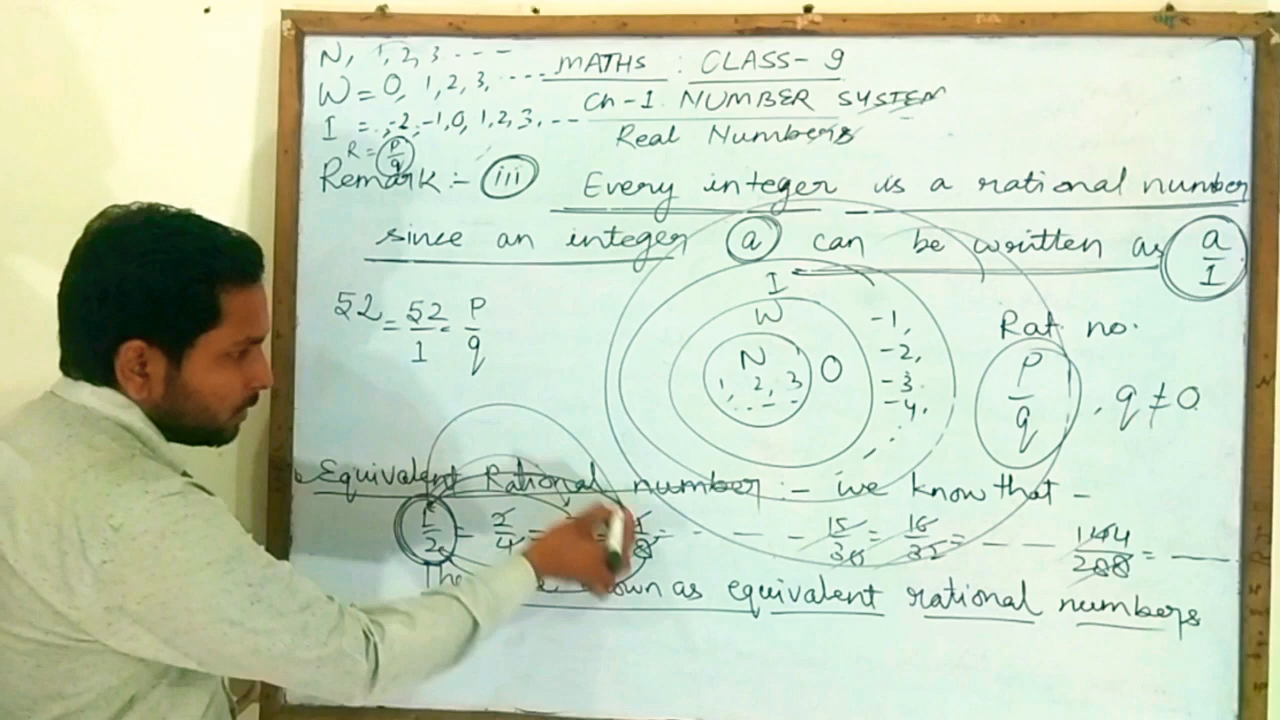 N, 1, 2, 3 - - -
W = 0, 1, 2, 3, ---
I = . , -2, -1, 0, 1, 2, 3, - -
R = p/q
MATHS : CLASS - 9
Ch-1 NUMBER SYSTEM
Real Numbers
Remark :- (iii) Every integer is a rational number
since an integer (a) can be written as a/1
52 = 52/1 = P/q
I
W
N
1, 2, 3
0
-1,
-2,
-3
-4,
Rat. no.
P/q , q ≠ 0
Equivalent Rational number :- we know that -
1/2 = 2/4 = = - - - - 15/30 = 16/32 = - - - 144/288 = ----
known as equivalent rational numbers